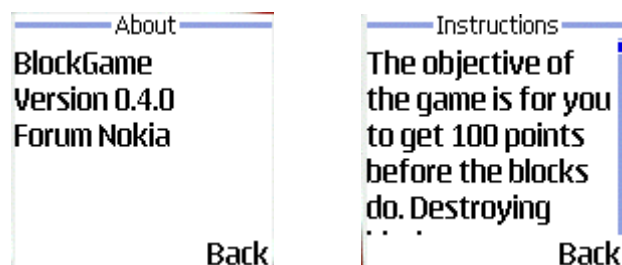 About
BlockGame
Version 0.4.0
Forum Nokia
Back
Instructions
The objective of
the game is for you
to get 100 points
before the blocks
do. Destroying
Back